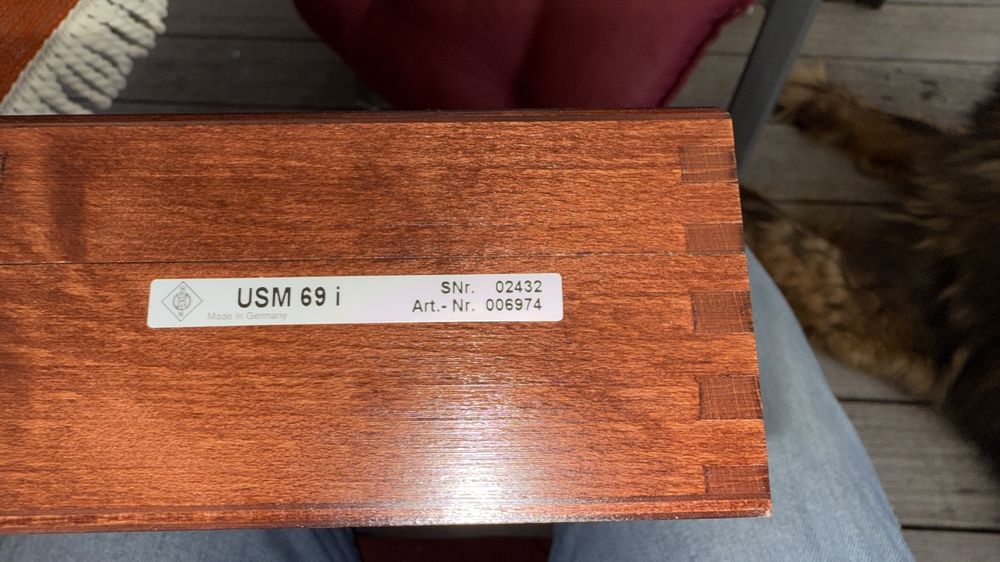 USM 69 i
Made in Germany
SNr. 02432
Art.- Nr. 006974